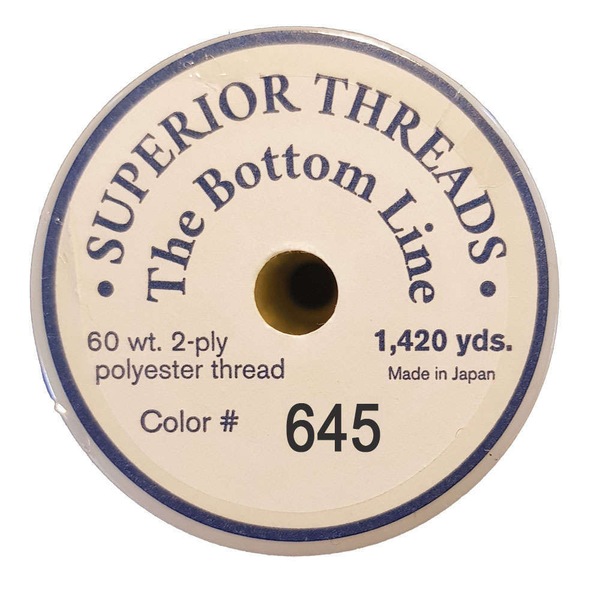 • SUPERIOR THREADS •
The Bottom Line
60 wt. 2-ply
polyester thread
1,420 yds.
Made in Japan
Color # 645